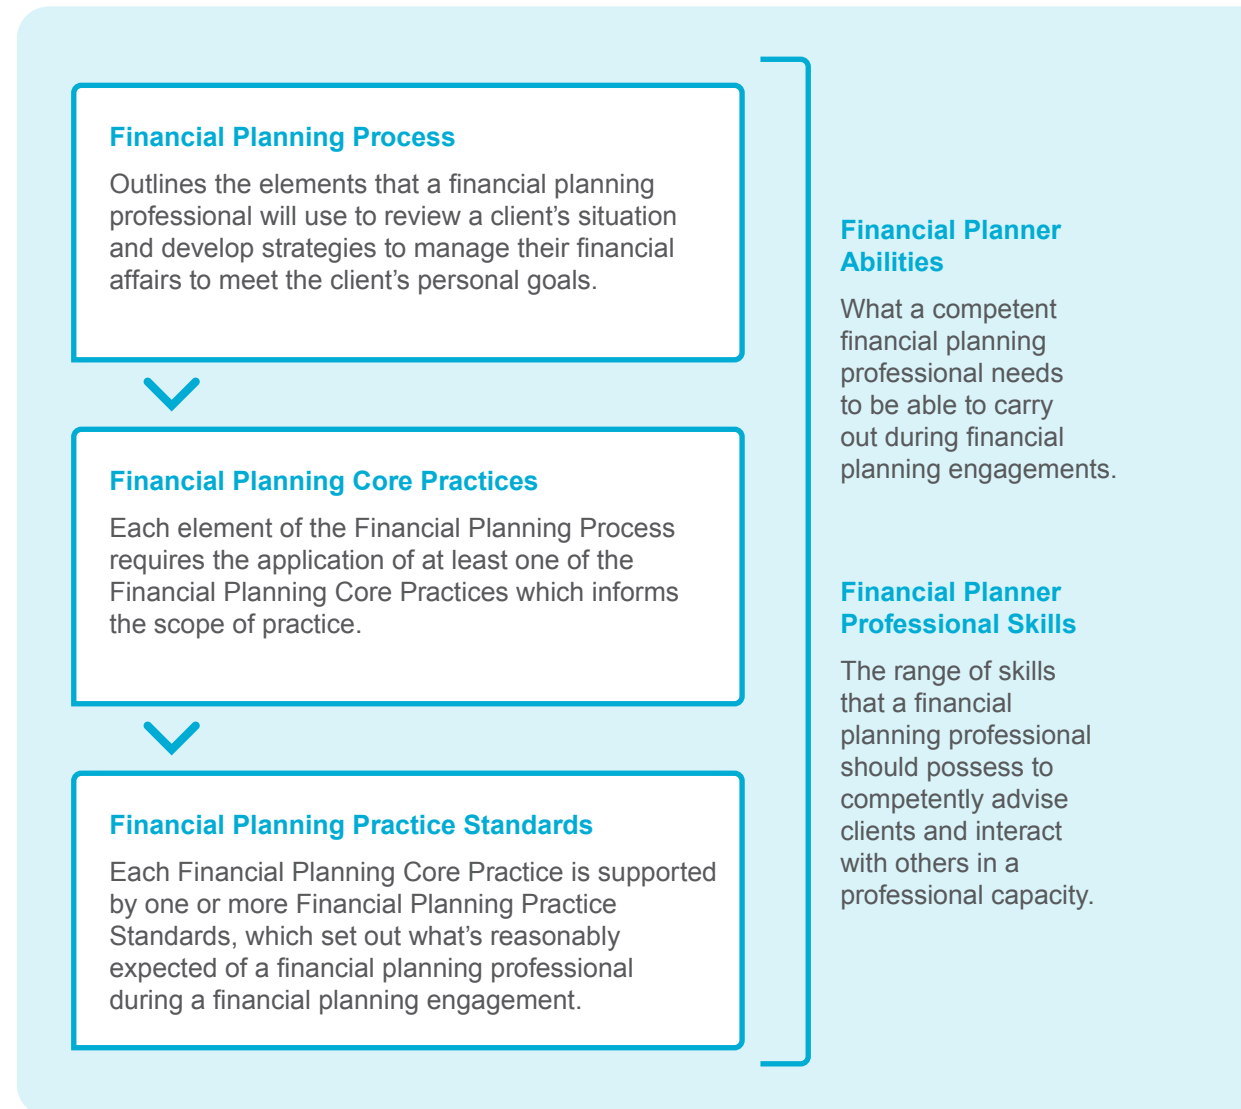 Financial Planning Process
Outlines the elements that a financial planning
professional will use to review a client’s situation
and develop strategies to manage their financial
affairs to meet the client’s personal goals.
Financial Planning Core Practices
Each element of the Financial Planning Process
requires the application of at least one of the
Financial Planning Core Practices which informs
the scope of practice.
Financial Planning Practice Standards
Each Financial Planning Core Practice is supported
by one or more Financial Planning Practice
Standards, which set out what’s reasonably
expected of a financial planning professional
during a financial planning engagement.
Financial Planner
Abilities
What a competent
financial planning
professional needs
to be able to carry
out during financial
planning engagements.
Financial Planner
Professional Skills
The range of skills
that a financial
planning professional
should possess to
competently advise
clients and interact
with others in a
professional capacity.